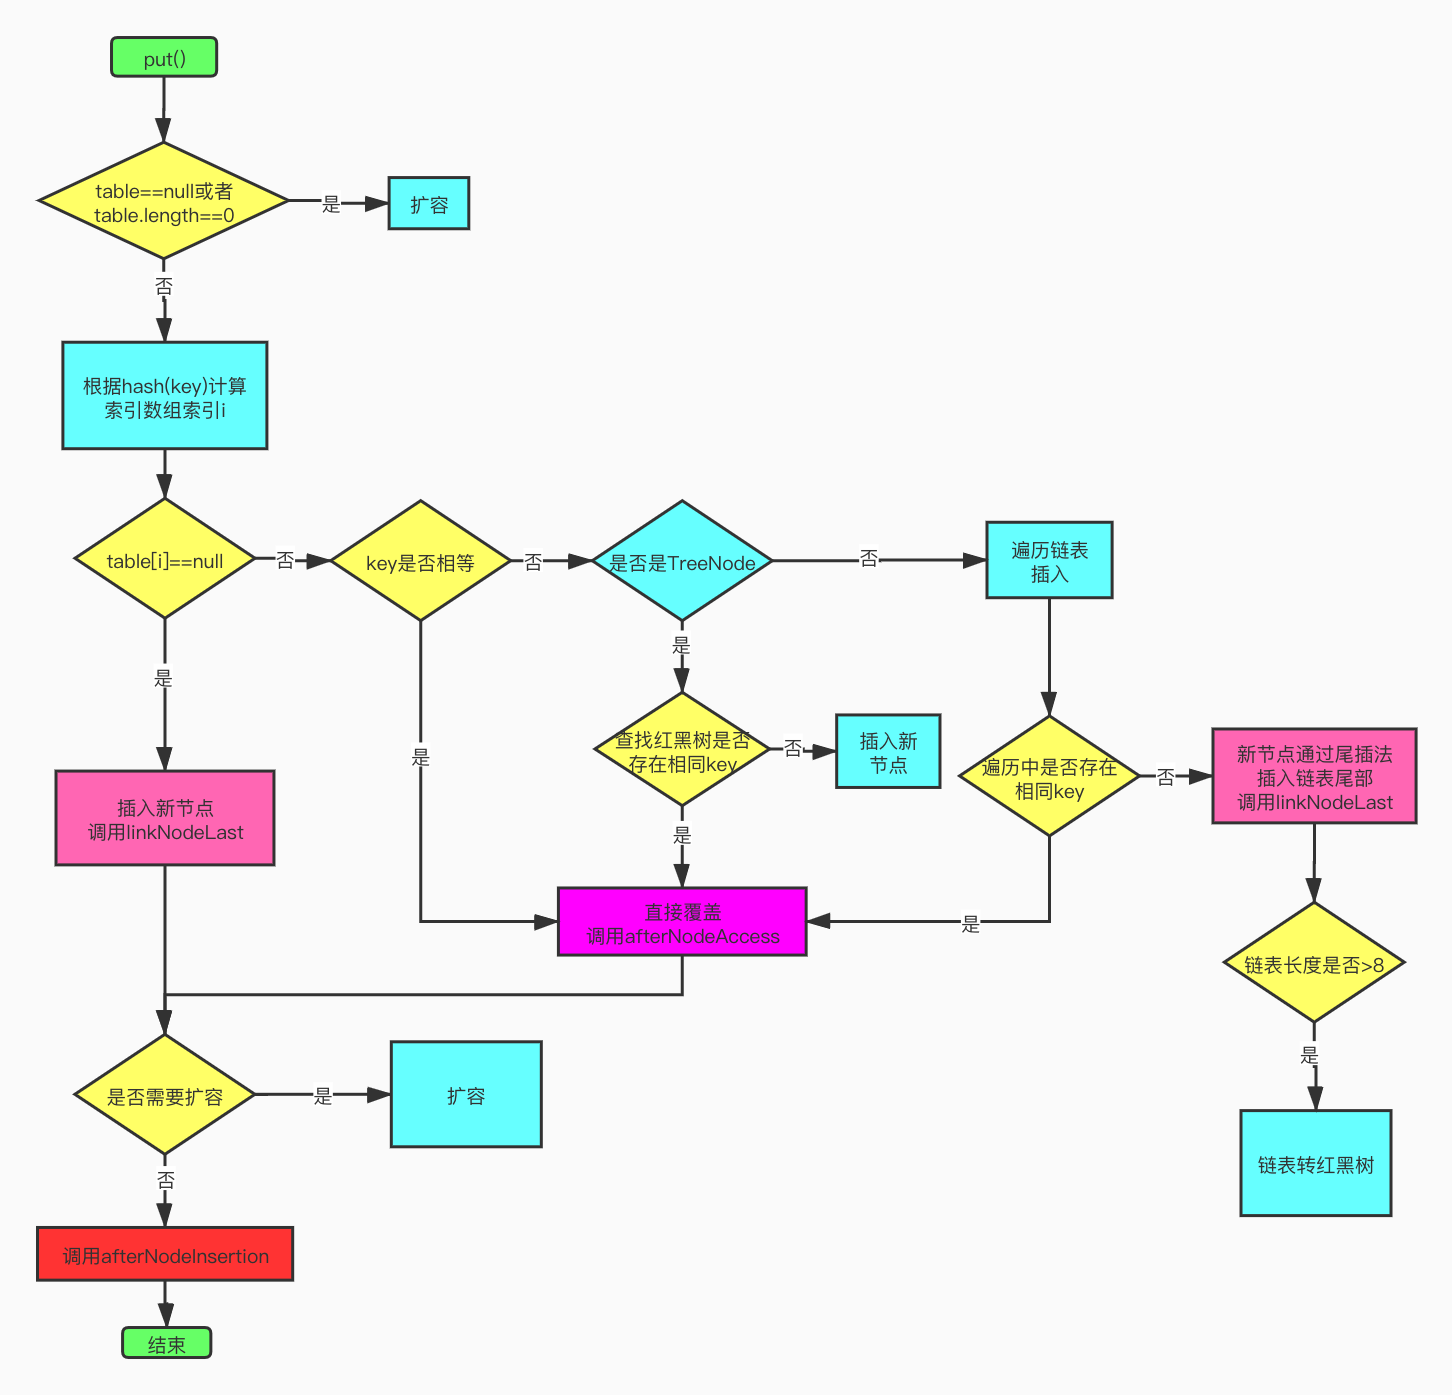 put()
table==null或者
table.length==0
是
扩容
否
根据hash(key)计算
索引数组索引i
table[i]==null
否
key是否相等
否
是否是TreeNode
否
遍历链表
插入
是
是
是
查找红黑树是否
存在相同key
否
插入新
节点
遍历中是否存在
相同key
否
新节点通过尾插法
插入链表尾部
调用linkNodeLast
插入新节点
调用linkNodeLast
是
直接覆盖
调用afterNodeAccess
是
链表长度是否>8
是
链表转红黑树
是否需要扩容
是
扩容
否
调用afterNodeInsertion
结束